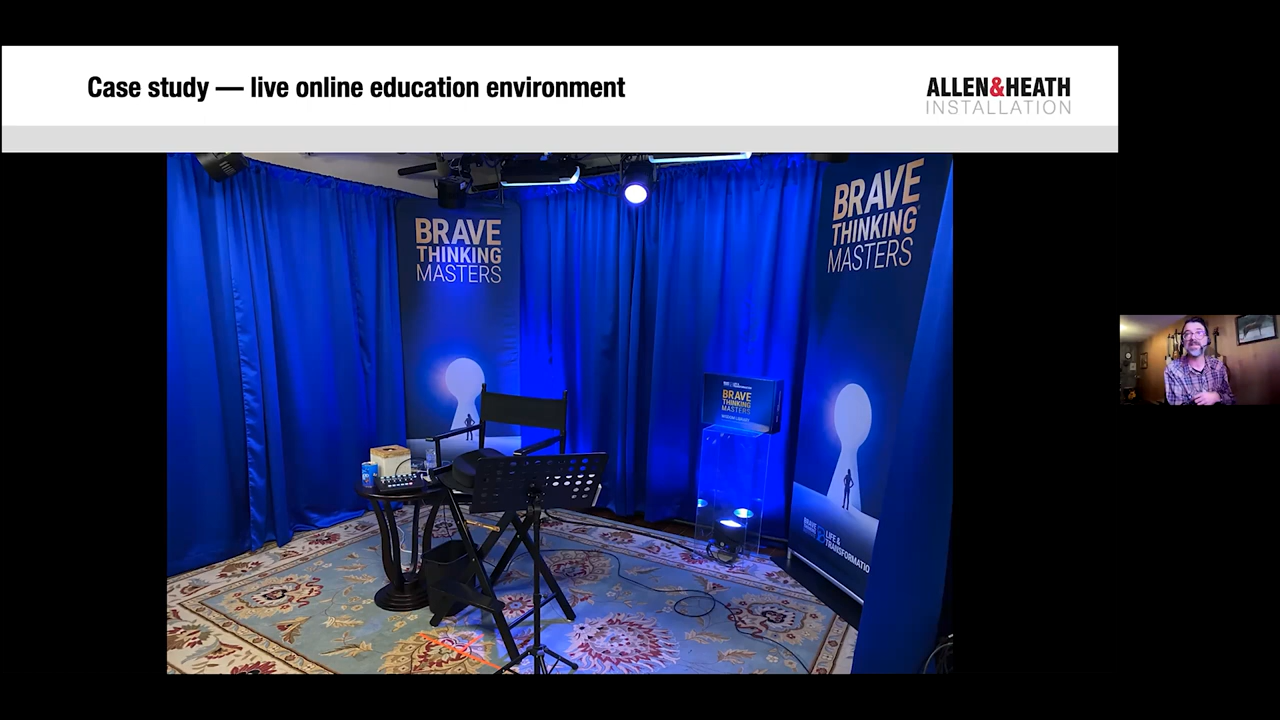 Case study — live online education environment
ALLEN&HEATH
INSTALLATION
BRAVE
THINKING
MASTERS
BRAVE
THINKING
MASTERS
BRAVE
THINKING
MASTERS
LIFE &
TRANSFORMATIO